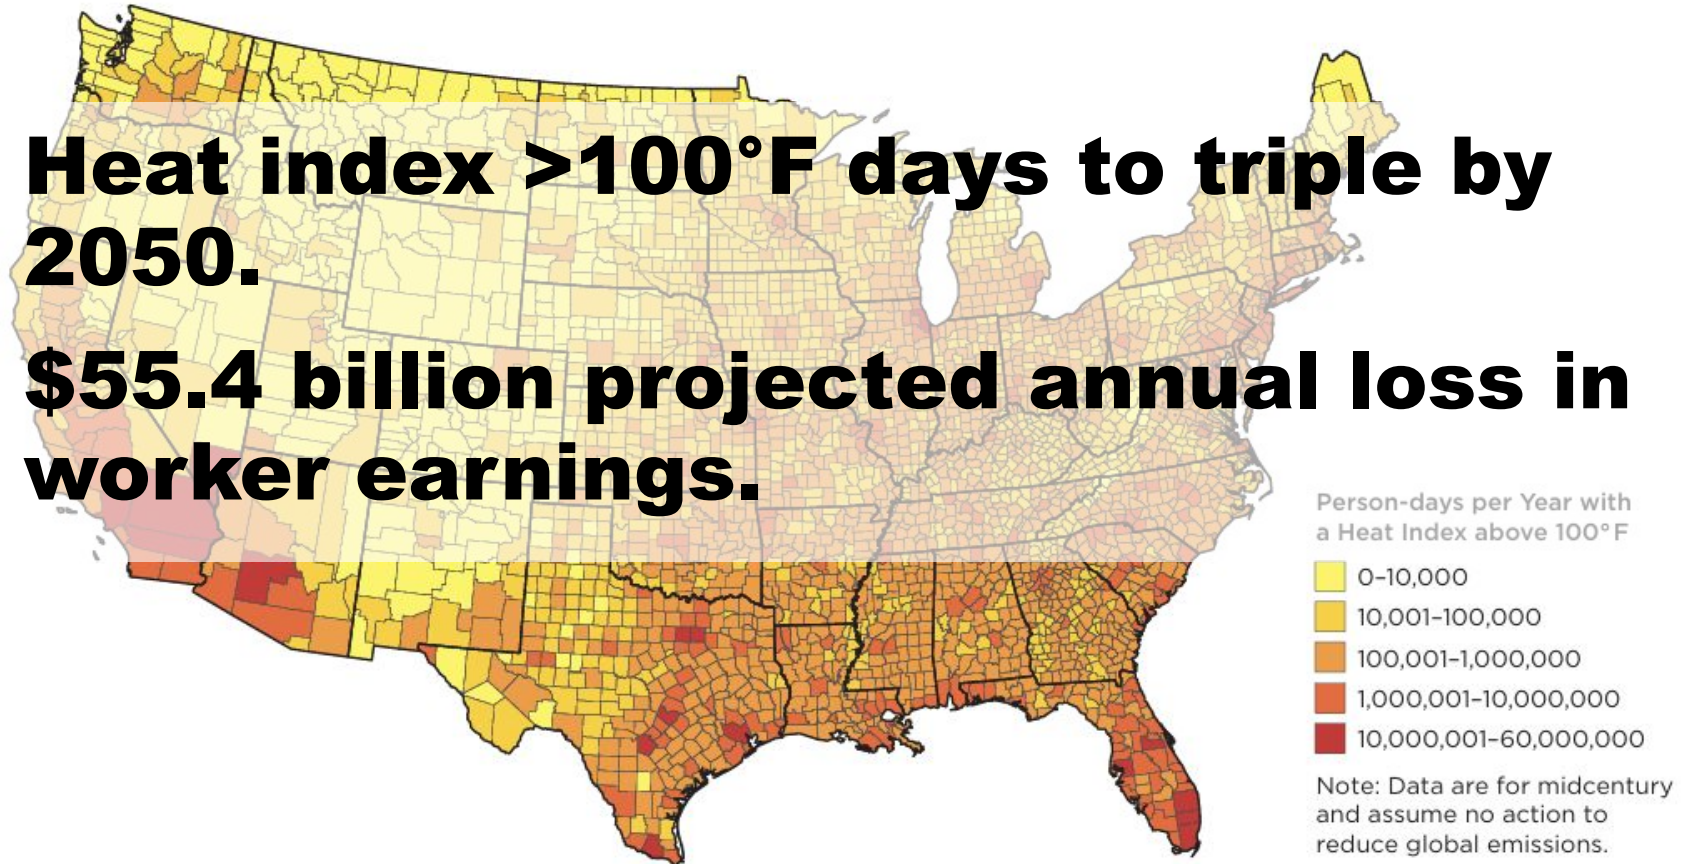 Heat index >100°F days to triple by
2050.
$55.4 billion projected annual loss in
worker earnings.
Person-days per Year with
a Heat Index above 100°F
0–10,000
10,001–100,000
100,001–1,000,000
1,000,001–10,000,000
10,000,001–60,000,000
Note: Data are for midcentury
and assume no action to
reduce global emissions.